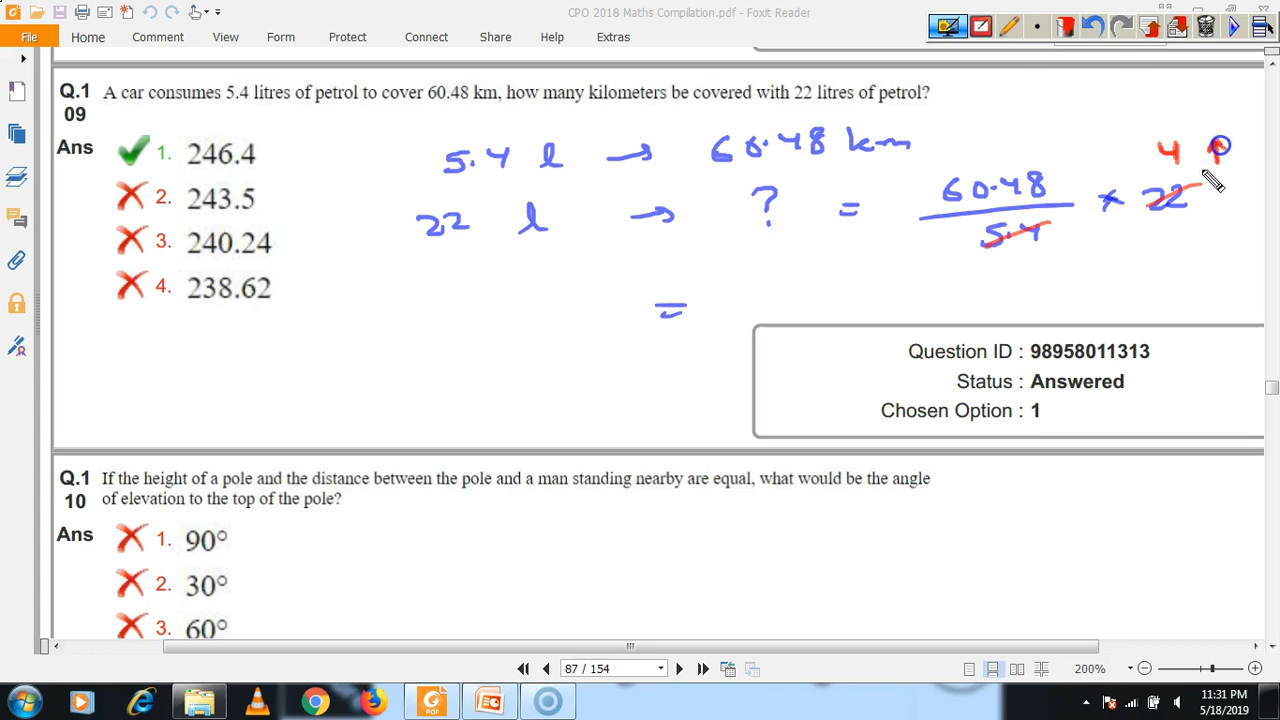 CPO 2018 Maths Compilation.pdf - Foxit Reader
File Home Comment View Form Protect Connect Share Help Extras
Q.1 A car consumes 5.4 litres of petrol to cover 60.48 km, how many kilometers be covered with 22 litres of petrol?
09
Ans 1. 246.4
2. 243.5
3. 240.24
4. 238.62
5.4 l → 60.48 km
22 l → ? = 60.48 / 5.4 × 22
4
=
Question ID : 98958011313
Status : Answered
Chosen Option : 1
Q.1 If the height of a pole and the distance between the pole and a man standing nearby are equal, what would be the angle
10 of elevation to the top of the pole?
Ans 1. 90°
2. 30°
3. 60°
87 / 154
200%
11:31 PM
5/18/2019